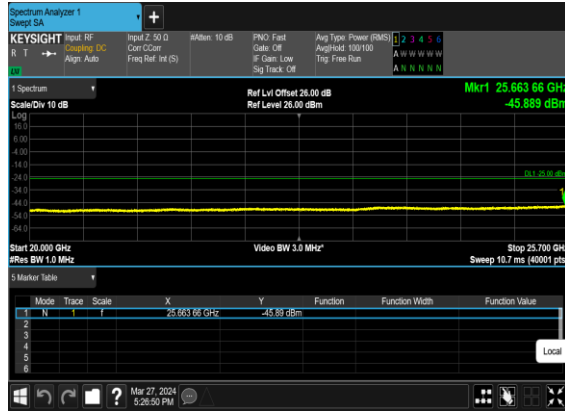 Spectrum Analyzer 1
Swept SA
+
KEYSIGHT Input: RF Input Z: 50 Ω #Atten: 10 dB PNO: Fast Avg Type: Power (RMS) 1 2 3 4 5 6
R T Coupling: DC Corr CCorr Gate: Off Avg|Hold: 100/100 A W W W W W
Align: Auto Freq Ref: Int (S) IF Gain: Low Trig: Free Run
Sig Track: Off A N N N N N
1 Spectrum Ref Lvl Offset 26.00 dB Mkr1 25.663 66 GHz
Scale/Div 10 dB Ref Level 26.00 dBm -45.889 dBm
Log
16.0
6.00
-4.00
-14.0
DL1 -25.00 dBm
-24.0
-34.0
1
-44.0
-54.0
-64.0
Start 20.000 GHz Video BW 3.0 MHz* Stop 25.700 GHz
#Res BW 1.0 MHz Sweep 10.7 ms (40001 pts)
5 Marker Table
Mode Trace Scale X Y Function Function Width Function Value
1 N 1 f 25.663 66 GHz -45.89 dBm
2
3
4
5
6
Local
? Mar 27, 2024
5:26:50 PM